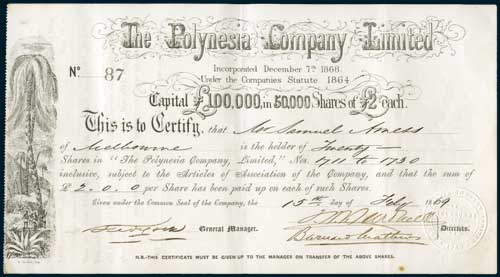 The Polynesia Company Limited
No. 87
Incorporated December 7th 1868.
Under the Companies Statute 1864
Capital £100,000, in 50,000 Shares of £2 each.
This is to Certify, that Mr Samuel Amess
of Melbourne is the holder of Twenty
Shares in "The Polynesia Company, Limited," Nos. 1711 to 1730
inclusive, subject to the Articles of Association of the Company, and that the sum of
£2.0.0 per Share has been paid up on each of such Shares.
Given under the Common Seal of the Company, the 15th day of Feby 1869
General Manager.
Directors.
N.B.—THIS CERTIFICATE MUST BE GIVEN UP TO THE MANAGER ON TRANSFER OF THE ABOVE SHARES.